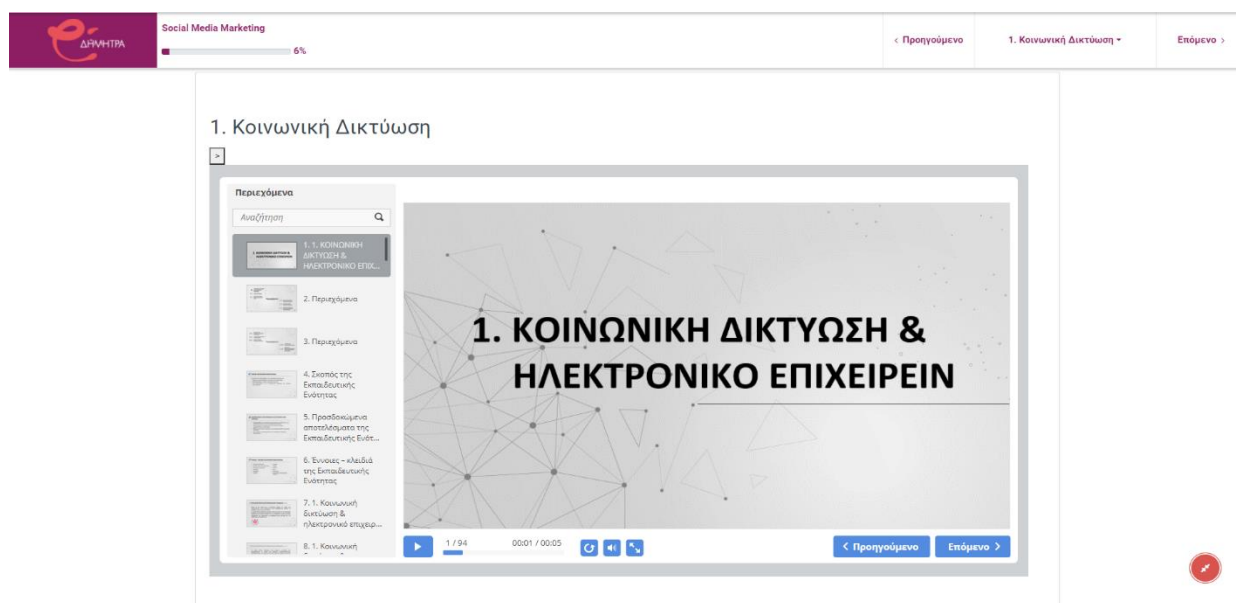 ΔΗΜΗΤΡΑ
Social Media Marketing
6%
‹ Προηγούμενο
1. Κοινωνική Δικτύωση
Επόμενο ›
1. Κοινωνική Δικτύωση
>
Περιεχόμενα
Αναζήτηση
1. 1. ΚΟΙΝΩΝΙΚΗ
ΔΙΚΤΥΩΣΗ &
ΗΛΕΚΤΡΟΝΙΚΟ ΕΠΙΧ...
2. Περιεχόμενα
3. Περιεχόμενα
4. Σκοπός της
Εκπαιδευτικής
Ενότητας
5. Προσδοκώμενα
αποτελέσματα της
Εκπαιδευτικής Ενότ...
6. Έννοιες – κλειδιά
της Εκπαιδευτικής
Ενότητας
7. 1. Κοινωνική
δικτύωση &
ηλεκτρονικό επιχειρ...
8. 1. Κοινωνική
1. ΚΟΙΝΩΝΙΚΗ ΔΙΚΤΥΩΣΗ &
ΗΛΕΚΤΡΟΝΙΚΟ ΕΠΙΧΕΙΡΕΙΝ
1 / 94
00:01 / 00:05
‹ Προηγούμενο
Επόμενο ›